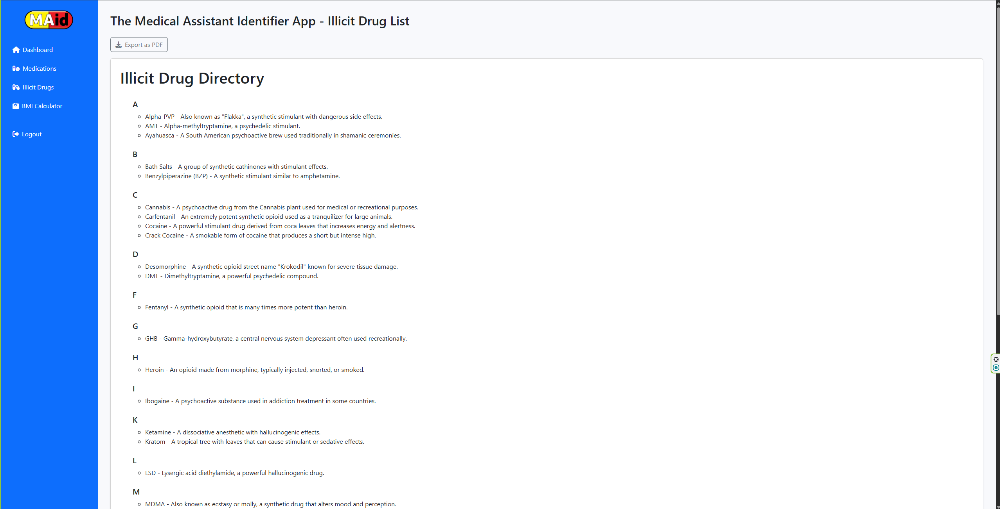 MAid
Dashboard
Medications
Illicit Drugs
BMI Calculator
Logout
The Medical Assistant Identifier App - Illicit Drug List
Export as PDF
Illicit Drug Directory
A
Alpha-PVP - Also known as "Flakka", a synthetic stimulant with dangerous side effects.
AMT - Alpha-methyltryptamine, a psychedelic stimulant.
Ayahuasca - A South American psychoactive brew used traditionally in shamanic ceremonies.
B
Bath Salts - A group of synthetic cathinones with stimulant effects.
Benzylpiperazine (BZP) - A synthetic stimulant similar to amphetamine.
C
Cannabis - A psychoactive drug from the Cannabis plant used for medical or recreational purposes.
Carfentanil - An extremely potent synthetic opioid used as a tranquilizer for large animals.
Cocaine - A powerful stimulant drug derived from coca leaves that increases energy and alertness.
Crack Cocaine - A smokable form of cocaine that produces a short but intense high.
D
Desomorphine - A synthetic opioid street name "Krokodil" known for severe tissue damage.
DMT - Dimethyltryptamine, a powerful psychedelic compound.
F
Fentanyl - A synthetic opioid that is many times more potent than heroin.
G
GHB - Gamma-hydroxybutyrate, a central nervous system depressant often used recreationally.
H
Heroin - An opioid made from morphine, typically injected, snorted, or smoked.
I
Ibogaine - A psychoactive substance used in addiction treatment in some countries.
K
Ketamine - A dissociative anesthetic with hallucinogenic effects.
Kratom - A tropical tree with leaves that can cause stimulant or sedative effects.
L
LSD - Lysergic acid diethylamide, a powerful hallucinogenic drug.
M
MDMA - Also known as ecstasy or molly, a synthetic drug that alters mood and perception.
e